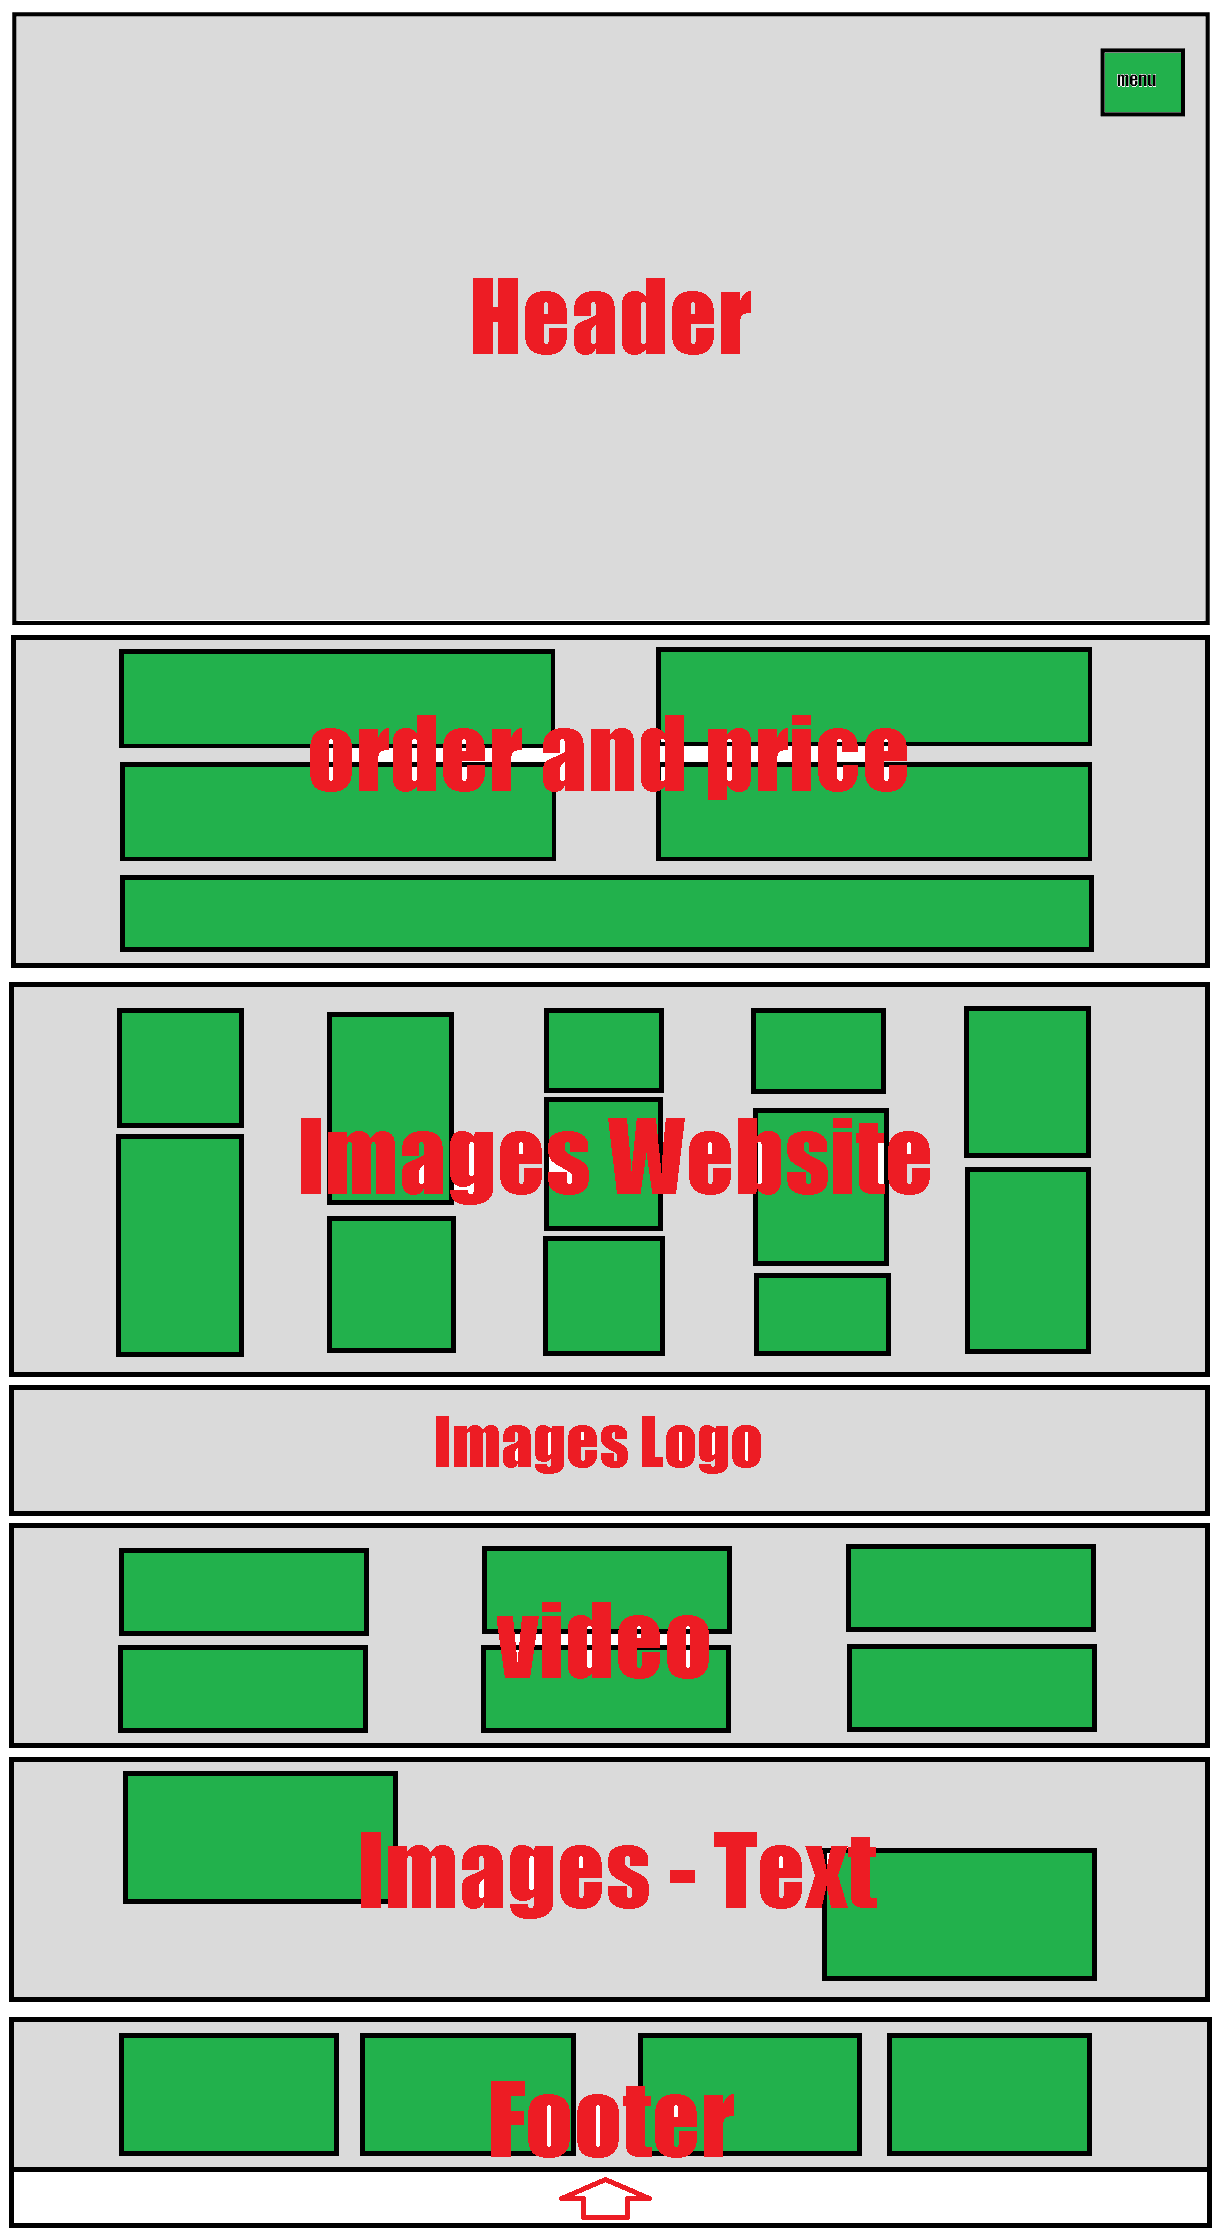 menu
Header
order and price
Images Website
Images Logo
video
Images - Text
Footer